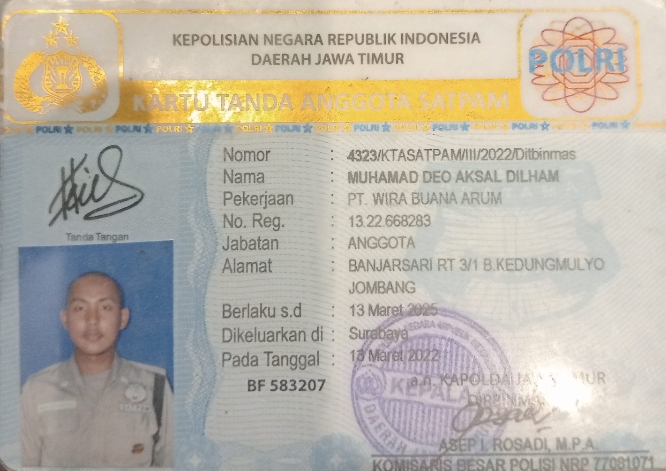 KEPOLISIAN NEGARA REPUBLIK INDONESIA
DAERAH JAWA TIMUR
POLRI
KARTU TANDA ANGGOTA SATPAM
POLRI POLRI POLRI POLRI POLRI POLRI POLRI POLRI POLRI POLRI POLRI POLRI POLRI
Nomor : 4323/KTASATPAM/III/2022/Ditbinmas
Nama : MUHAMAD DEO AKSAL DILHAM
Pekerjaan : PT. WIRA BUANA ARUM
No. Reg. : 13.22.668283
Tanda Tangan
Jabatan : ANGGOTA
Alamat : BANJARSARI RT 3/1 B.KEDUNGMULYO
JOMBANG
Berlaku s.d : 13 Maret 2025
Dikeluarkan di : Surabaya
Pada Tanggal : 13 Maret 2022
BF 583207
a.n. KAPOLDA JAWA TIMUR
KEPALA
DAERAH
ASEP I. ROSADI, M.P.A.
KOMISARIS BESAR POLISI NRP 77081071